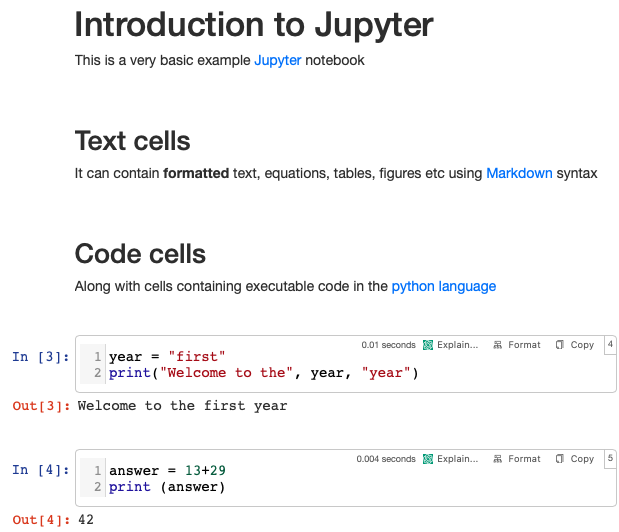 Introduction to Jupyter
This is a very basic example Jupyter notebook
Text cells
It can contain formatted text, equations, tables, figures etc using Markdown syntax
Code cells
Along with cells containing executable code in the python language
0.01 seconds Explain... Format Copy 4
In [3]: 1 year = "first"
2 print("Welcome to the", year, "year")
Out[3]: Welcome to the first year
0.004 seconds Explain... Format Copy 5
In [4]: 1 answer = 13+29
2 print (answer)
Out[4]: 42